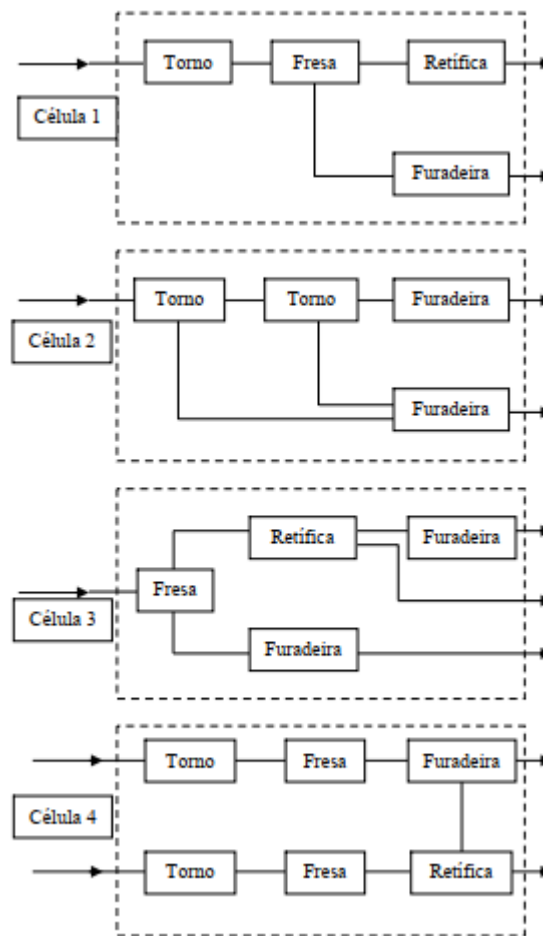 Torno Fresa Retífica
Célula 1
Furadeira
Torno Torno Furadeira
Célula 2
Furadeira
Retífica Furadeira
Fresa
Célula 3
Furadeira
Torno Fresa Furadeira
Célula 4
Torno Fresa Retífica